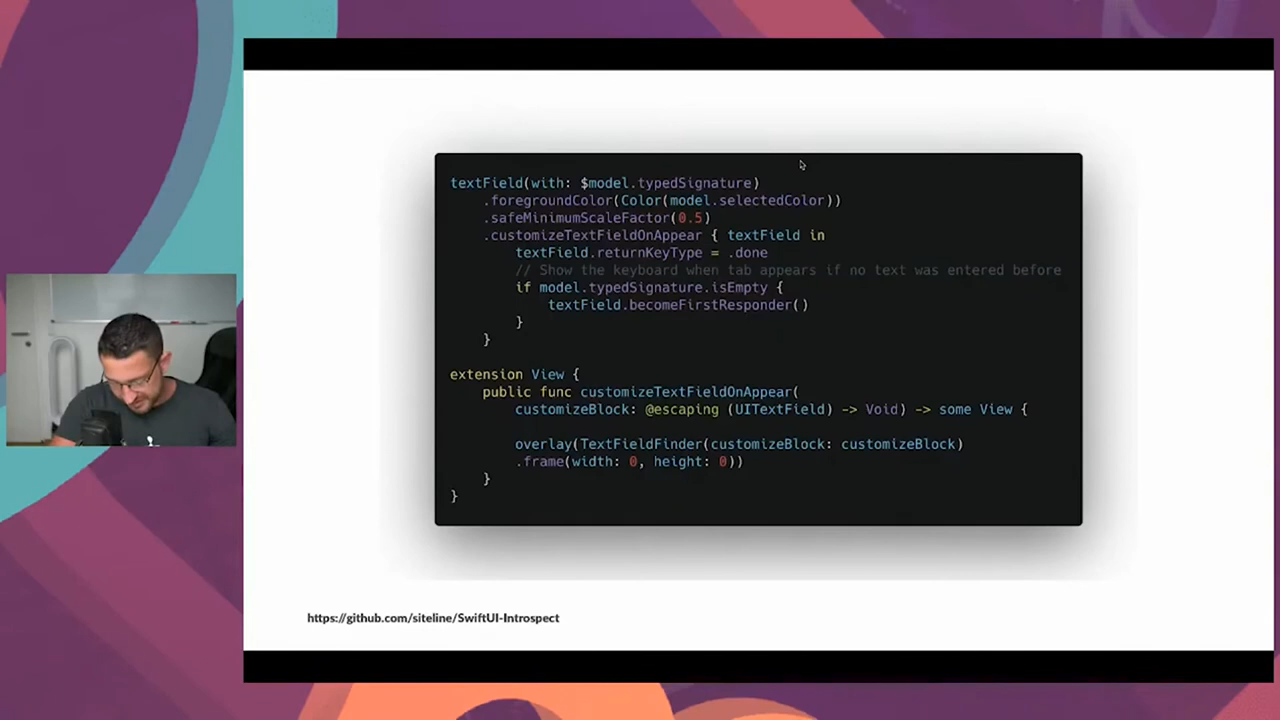 textField(with: $model.typedSignature)
    .foregroundColor(Color(model.selectedColor))
    .safeMinimumScaleFactor(0.5)
    .customizeTextFieldOnAppear { textField in
        textField.returnKeyType = .done
        // Show the keyboard when tab appears if no text was entered before
        if model.typedSignature.isEmpty {
            textField.becomeFirstResponder()
        }
    }
extension View {
    public func customizeTextFieldOnAppear(
        customizeBlock: @escaping (UITextField) -> Void) -> some View {
        overlay(TextFieldFinder(customizeBlock: customizeBlock)
        .frame(width: 0, height: 0))
    }
}
https://github.com/siteline/SwiftUI-Introspect